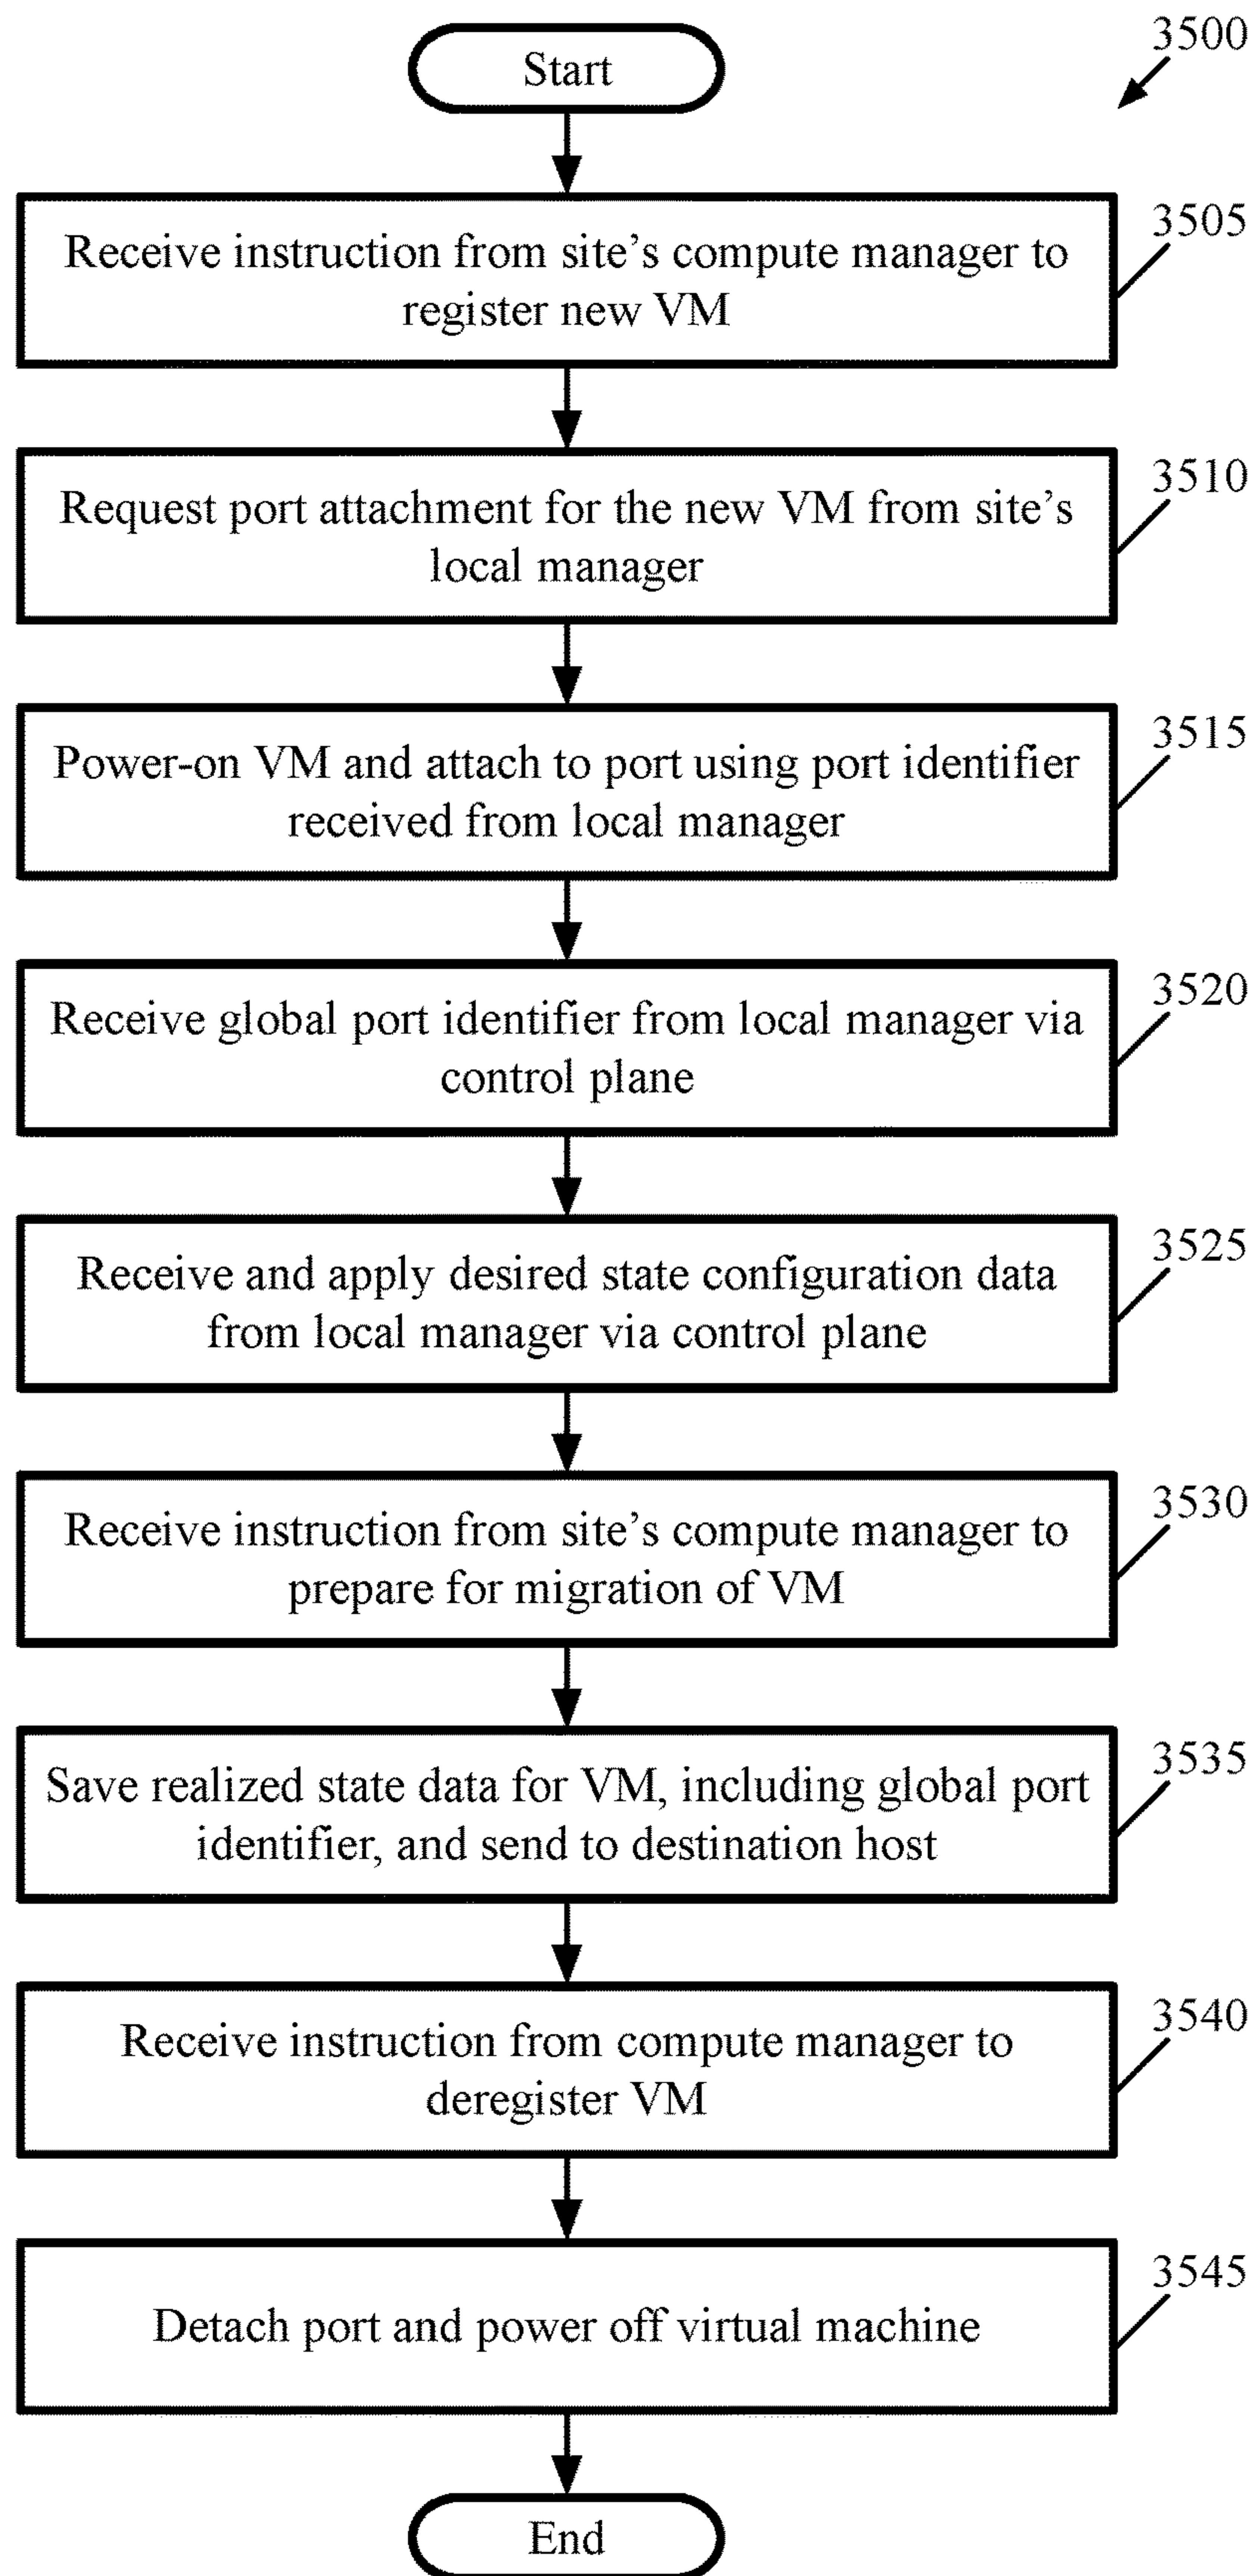 Start
3500
Receive instruction from site's compute manager to
register new VM
3505
Request port attachment for the new VM from site's
local manager
3510
Power-on VM and attach to port using port identifier
received from local manager
3515
Receive global port identifier from local manager via
control plane
3520
Receive and apply desired state configuration data
from local manager via control plane
3525
Receive instruction from site's compute manager to
prepare for migration of VM
3530
Save realized state data for VM, including global port
identifier, and send to destination host
3535
Receive instruction from compute manager to
deregister VM
3540
Detach port and power off virtual machine
3545
End